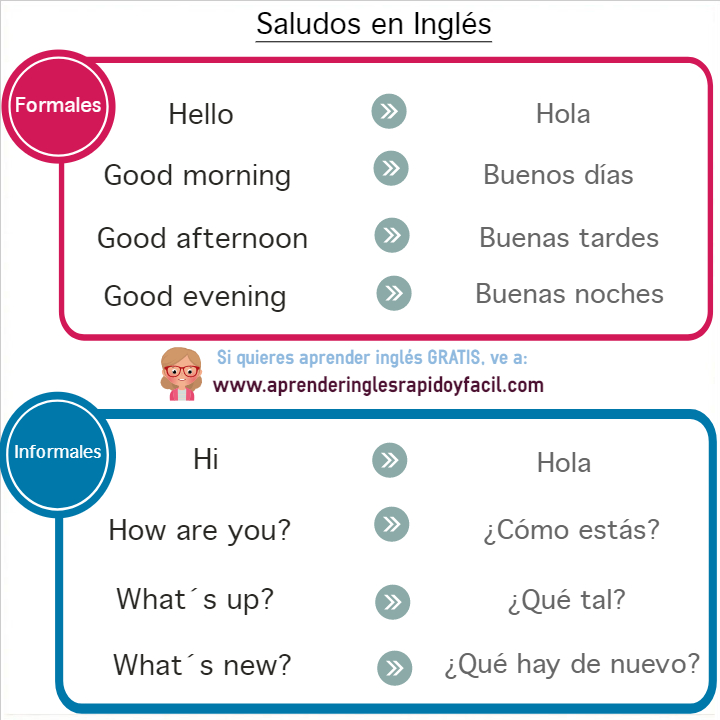 Saludos en Inglés
Formales
Hello
Hola
Good morning
Buenos días
Good afternoon
Buenas tardes
Good evening
Buenas noches
Si quieres aprender inglés GRATIS, ve a:
www.aprenderinglesrapidoyfacil.com
Informales
Hi
Hola
How are you?
¿Cómo estás?
What´s up?
¿Qué tal?
What´s new?
¿Qué hay de nuevo?